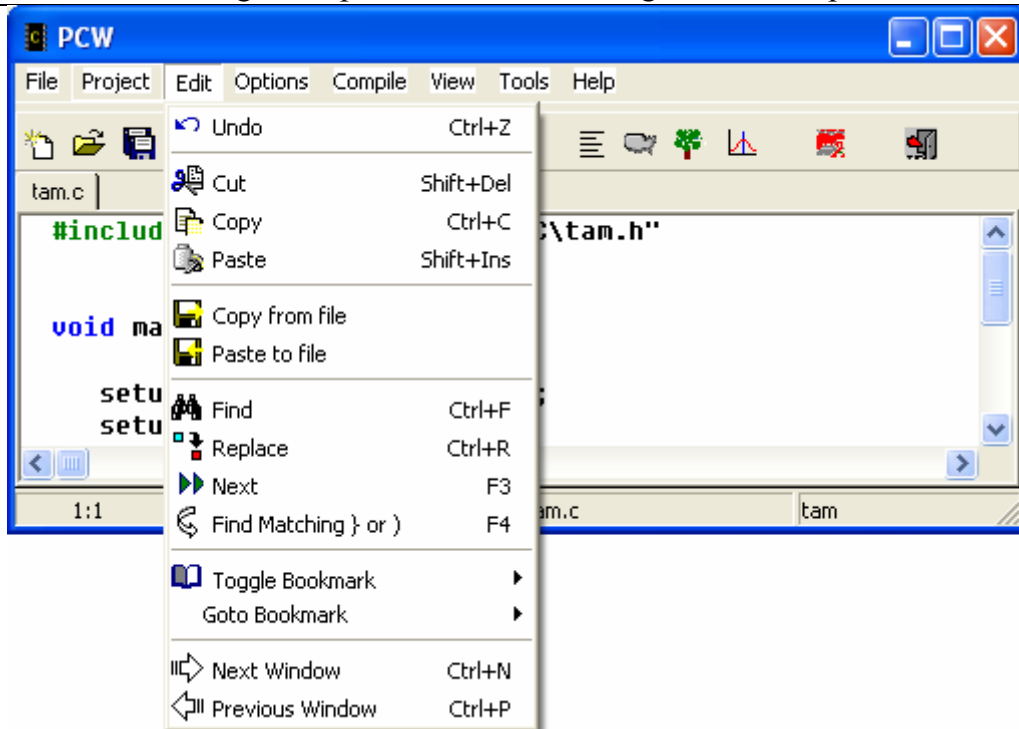 PCW
File Project Edit Options Compile View Tools Help
Undo Ctrl+Z
tam.c
Cut Shift+Del
#includ C\tam.h"
Copy Ctrl+C
Paste Shift+Ins
Copy from file
void ma
Paste to file
setu ;
Find Ctrl+F
setu
Replace Ctrl+R
Next F3
1:1 am.c tam
Find Matching } or ) F4
Toggle Bookmark
Goto Bookmark
Next Window Ctrl+N
Previous Window Ctrl+P